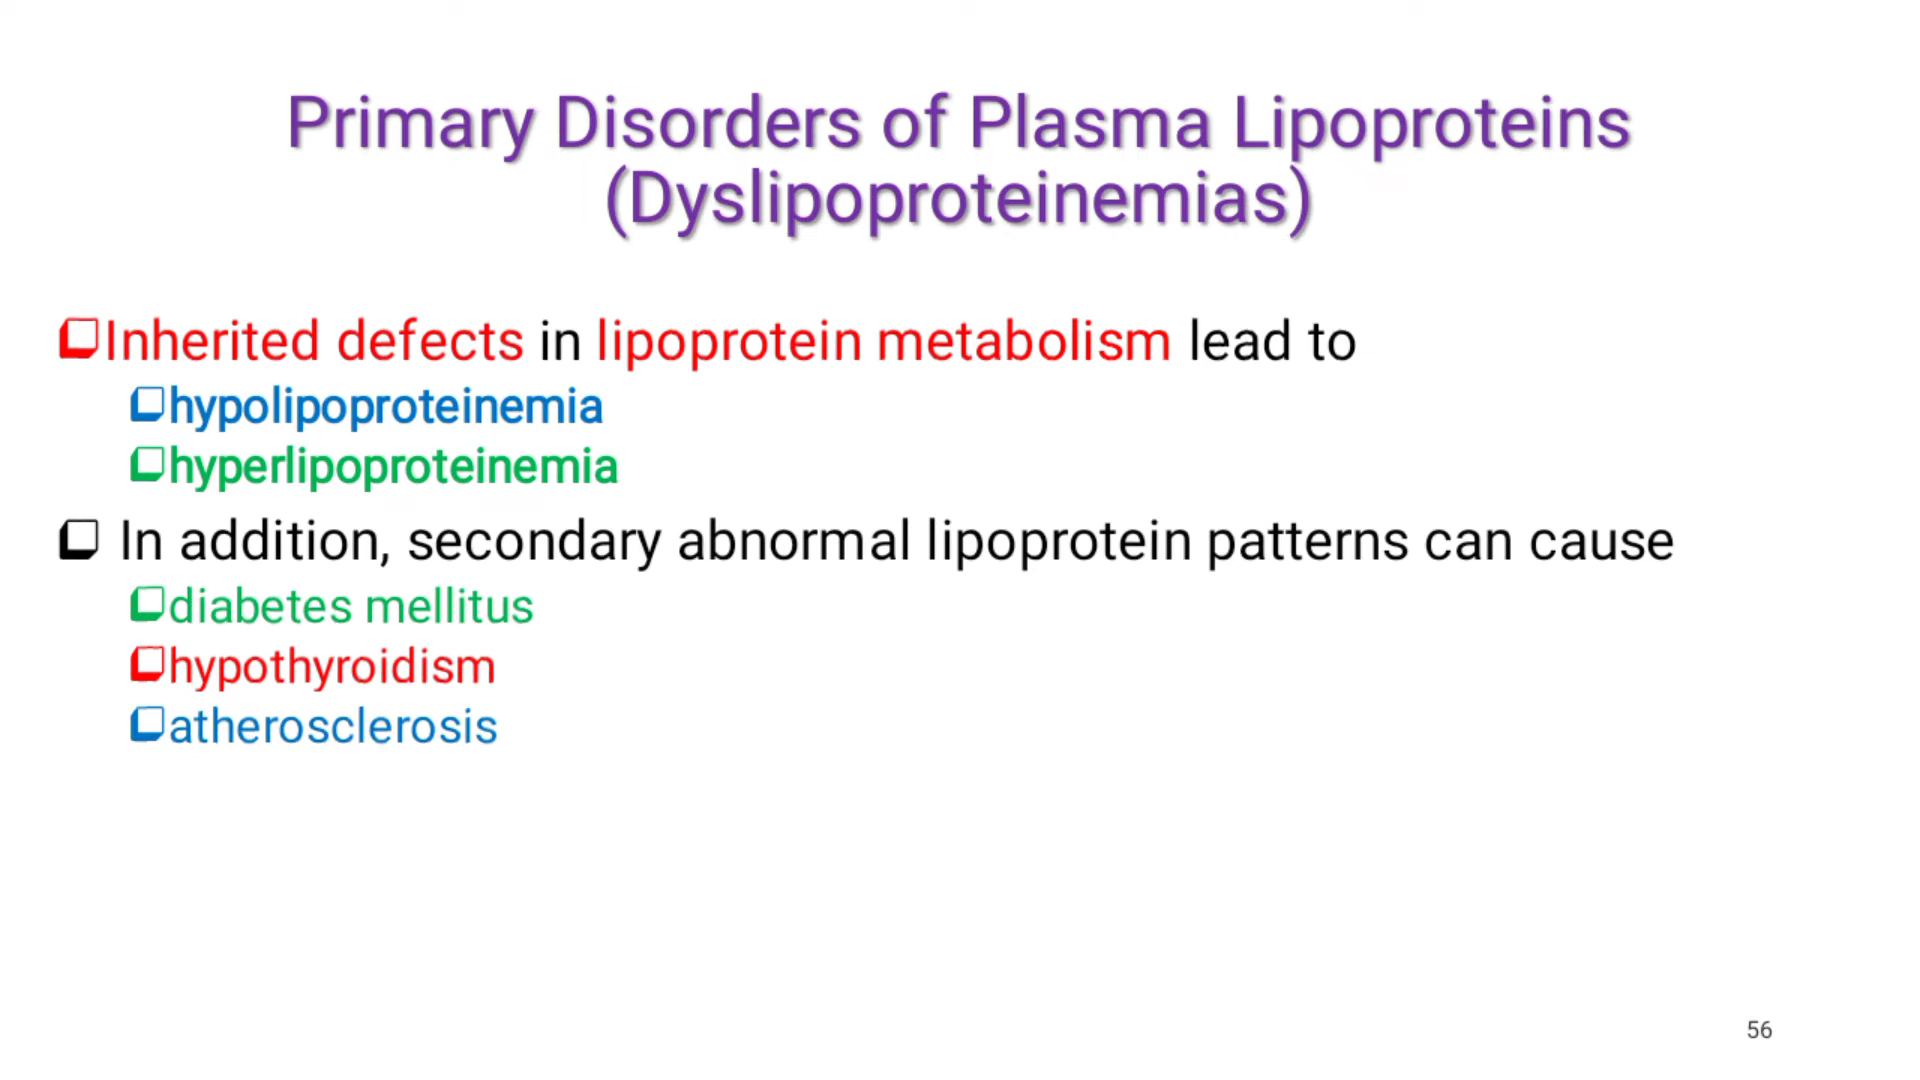 Primary Disorders of Plasma Lipoproteins
(Dyslipoproteinemias)
❑Inherited defects in lipoprotein metabolism lead to
❑hypolipoproteinemia
❑hyperlipoproteinemia
❑ In addition, secondary abnormal lipoprotein patterns can cause
❑diabetes mellitus
❑hypothyroidism
❑atherosclerosis
56